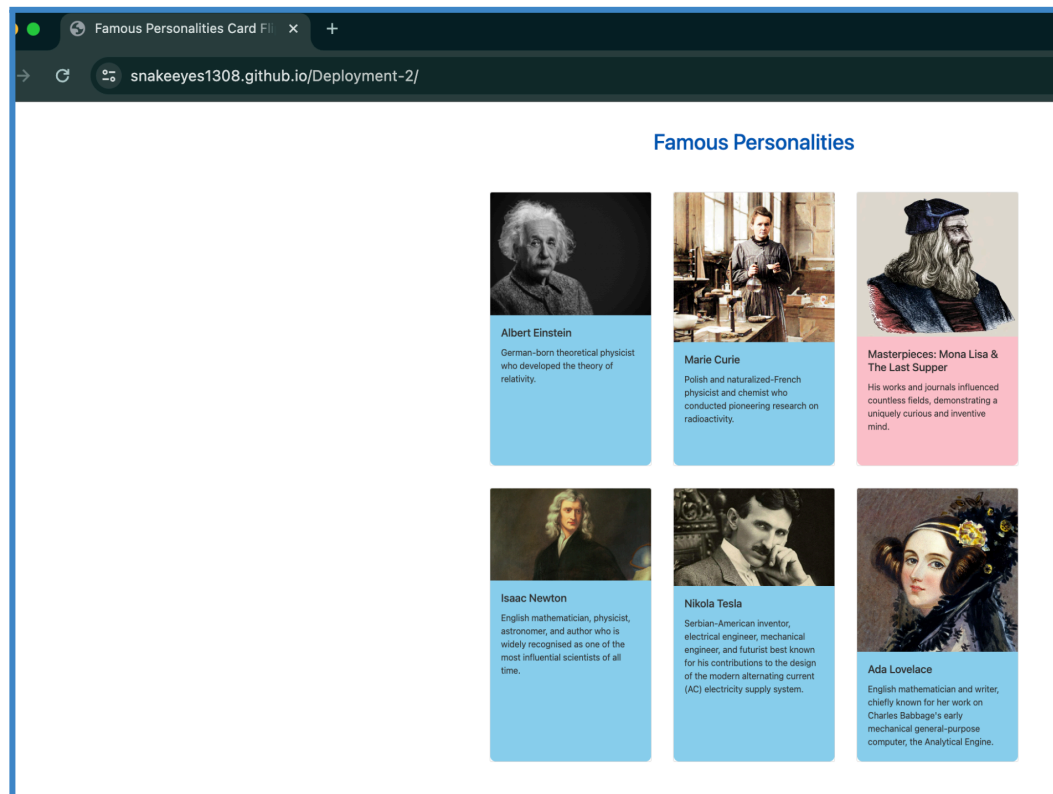 Famous Personalities Card Fli
snakeeyes1308.github.io/Deployment-2/
Famous Personalities
Albert Einstein
German-born theoretical physicist
who developed the theory of
relativity.
Marie Curie
Polish and naturalized-French
physicist and chemist who
conducted pioneering research on
radioactivity.
Masterpieces: Mona Lisa &
The Last Supper
His works and journals influenced
countless fields, demonstrating a
uniquely curious and inventive
mind.
Isaac Newton
English mathematician, physicist,
astronomer, and author who is
widely recognised as one of the
most influential scientists of all
time.
Nikola Tesla
Serbian-American inventor,
electrical engineer, mechanical
engineer, and futurist best known
for his contributions to the design
of the modern alternating current
(AC) electricity supply system.
Ada Lovelace
English mathematician and writer,
chiefly known for her work on
Charles Babbage's early
mechanical general-purpose
computer, the Analytical Engine.